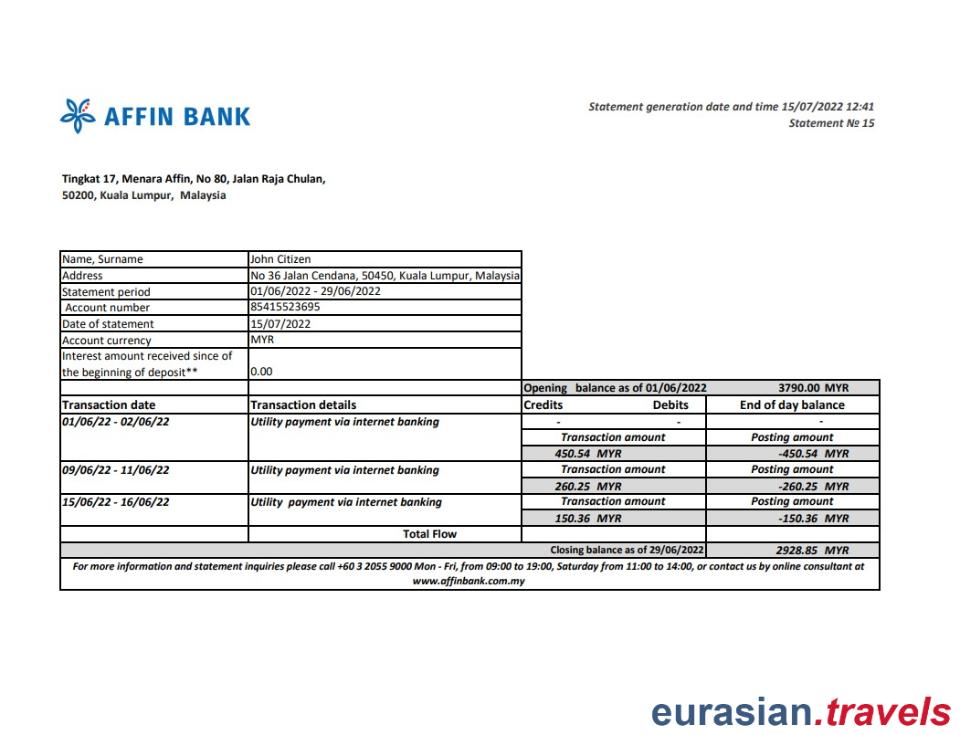 AFFIN BANK
Statement generation date and time 15/07/2022 12:41
Statement № 15
Tingkat 17, Menara Affin, No 80, Jalan Raja Chulan,
50200, Kuala Lumpur, Malaysia
Name, Surname John Citizen
Address No 36 Jalan Cendana, 50450, Kuala Lumpur, Malaysia
Statement period 01/06/2022 - 29/06/2022
Account number 85415523695
Date of statement 15/07/2022
Account currency MYR
Interest amount received since of
the beginning of deposit** 0.00
Opening balance as of 01/06/2022 3790.00 MYR
Transaction date Transaction details Credits Debits End of day balance
01/06/22 - 02/06/22 Utility payment via internet banking - - -
Transaction amount Posting amount
450.54 MYR -450.54 MYR
09/06/22 - 11/06/22 Utility payment via internet banking Transaction amount Posting amount
260.25 MYR -260.25 MYR
15/06/22 - 16/06/22 Utility payment via internet banking Transaction amount Posting amount
150.36 MYR -150.36 MYR
Total Flow
Closing balance as of 29/06/2022 2928.85 MYR
For more information and statement inquiries please call +60 3 2055 9000 Mon - Fri, from 09:00 to 19:00, Saturday from 11:00 to 14:00, or contact us by online consultant at
www.affinbank.com.my
eurasian.travels